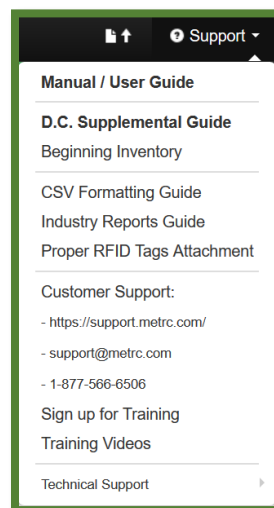 Support
Manual / User Guide
D.C. Supplemental Guide
Beginning Inventory
CSV Formatting Guide
Industry Reports Guide
Proper RFID Tags Attachment
Customer Support:
- https://support.metrc.com/
- support@metrc.com
- 1-877-566-6506
Sign up for Training
Training Videos
Technical Support